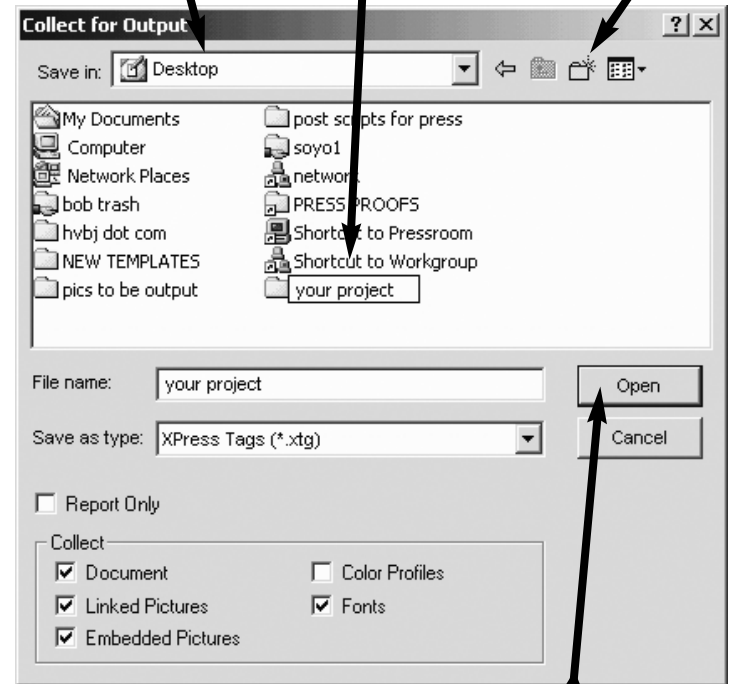 Collect for Output
Save in: Desktop
My Documents
Computer
Network Places
bob trash
hvbj dot com
NEW TEMPLATES
pics to be output
post scripts for press
soyo1
network
PRESS PROOFS
Shortcut to Pressroom
Shortcut to Workgroup
your project
File name: your project
Open
Save as type: XPress Tags (*.xtg)
Cancel
Report Only
Collect
Document
Color Profiles
Linked Pictures
Fonts
Embedded Pictures